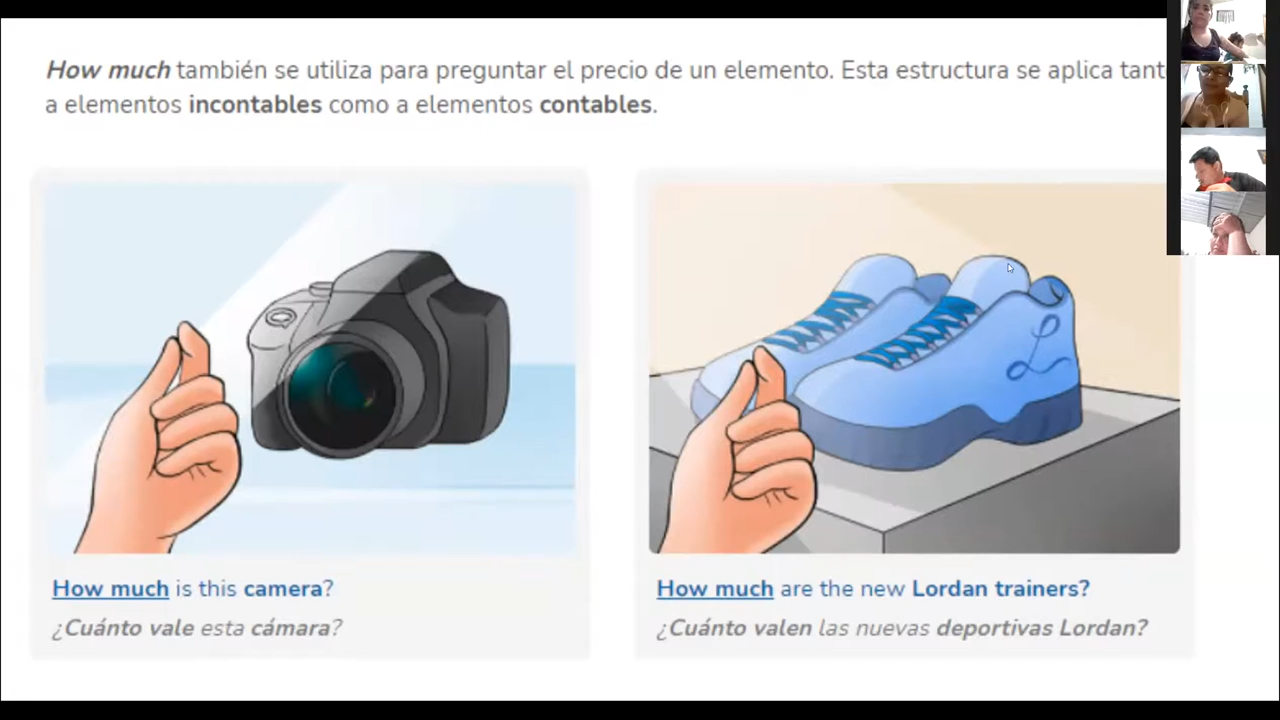 How much también se utiliza para preguntar el precio de un elemento. Esta estructura se aplica tant
a elementos incontables como a elementos contables.
How much is this camera?
¿Cuánto vale esta cámara?
How much are the new Lordan trainers?
¿Cuánto valen las nuevas deportivas Lordan?